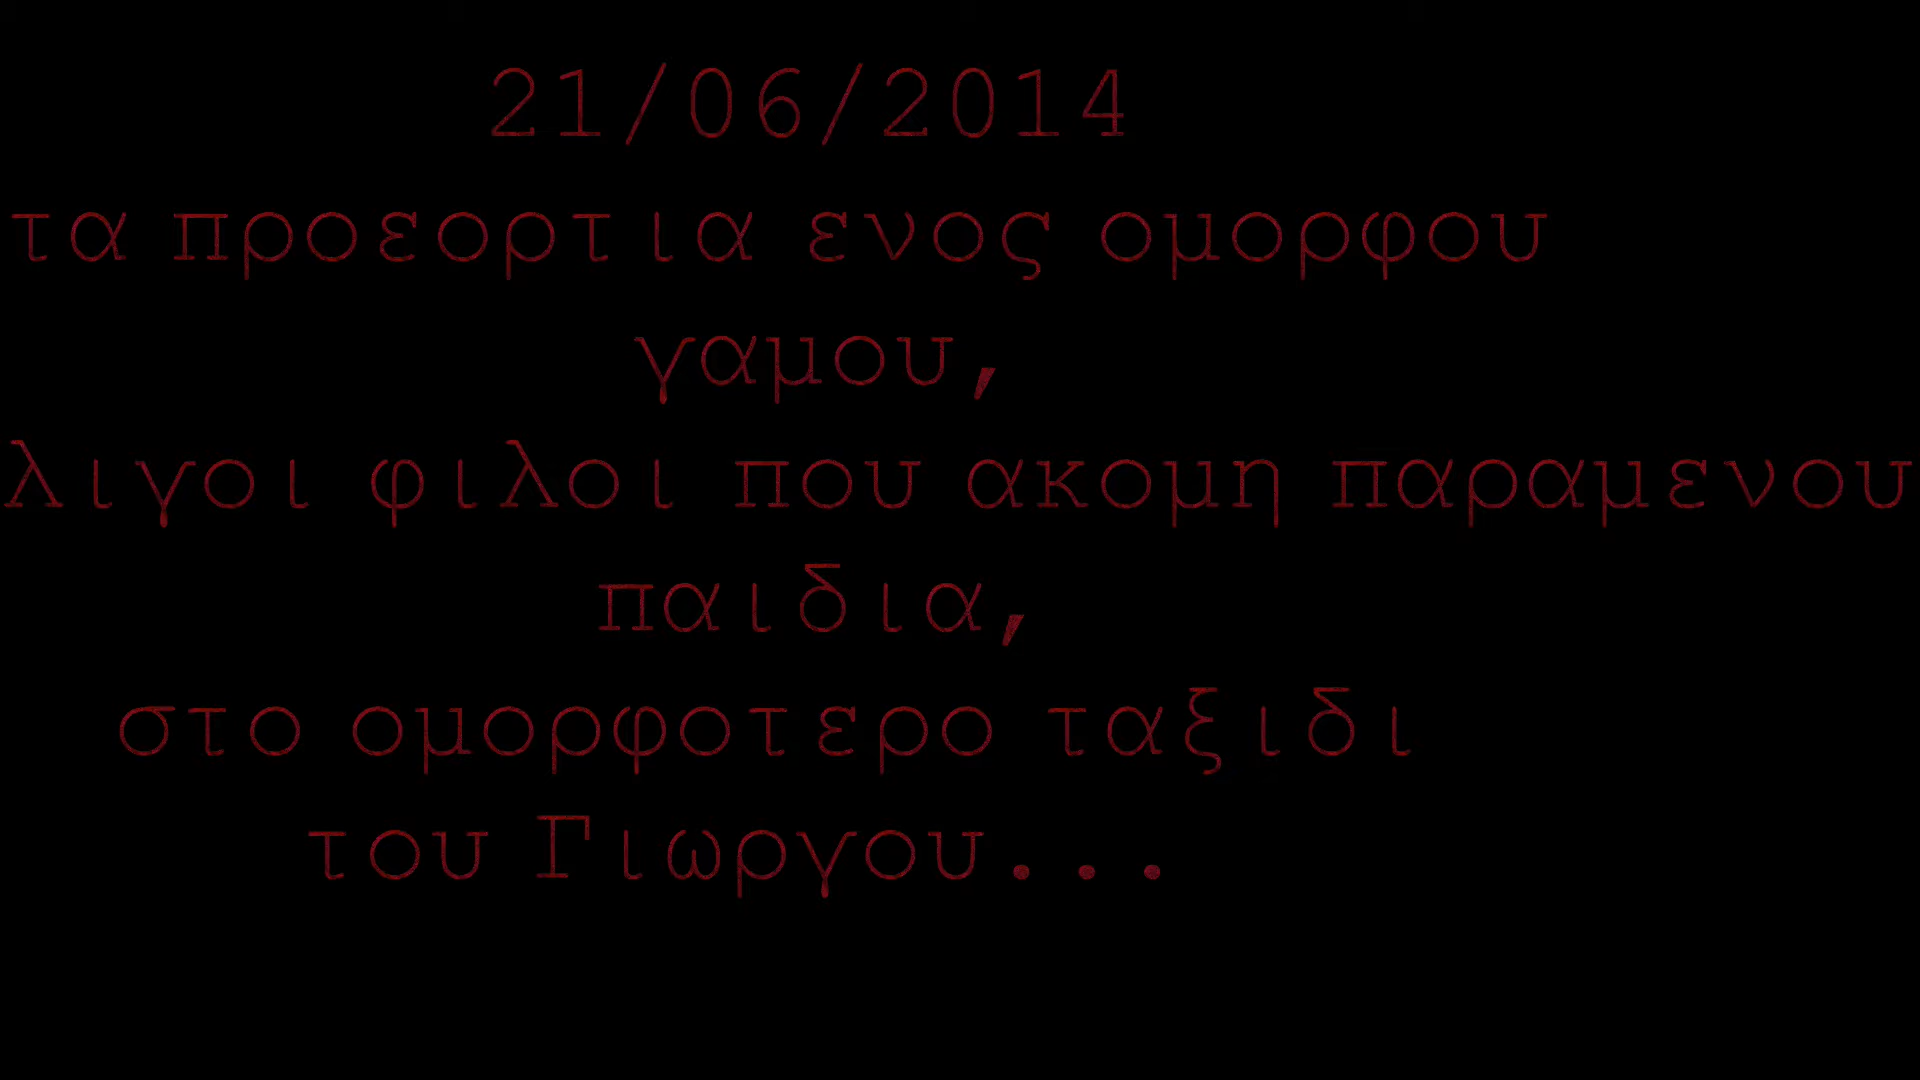 21/06/2014
τα προεορτια ενος ομορφου
γαμου,
λιγοι φιλοι που ακομη παραμενου
παιδια,
στο ομορφοτερο ταξιδι
του Γιωργου...